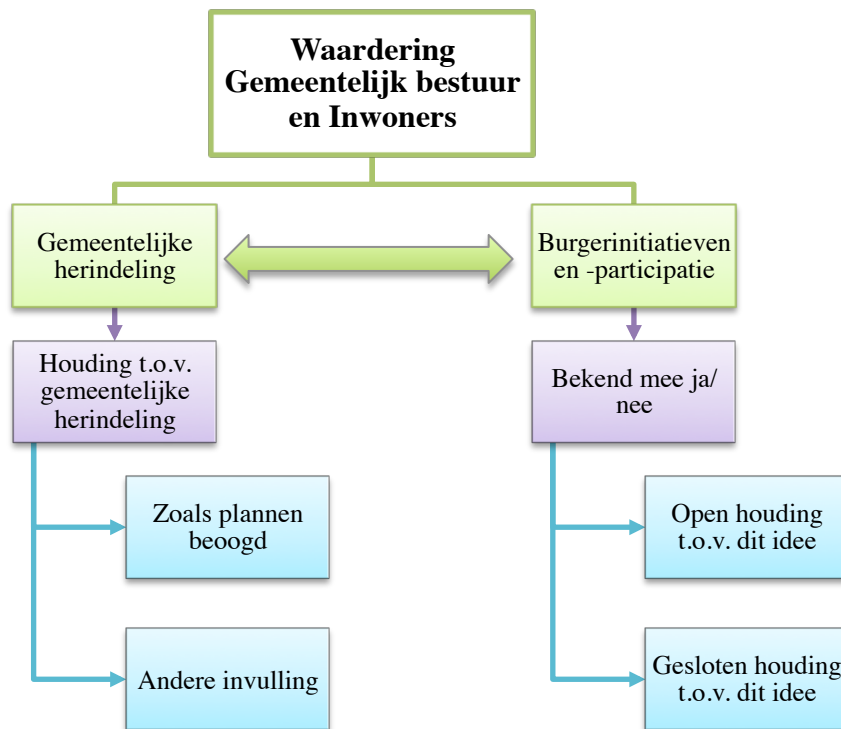 Waardering
Gemeentelijk bestuur
en Inwoners
Gemeentelijke
herindeling
Burgerinitiatieven
en -participatie
Houding t.o.v.
gemeentelijke
herindeling
Bekend mee ja/
nee
Zoals plannen
beoogd
Open houding
t.o.v. dit idee
Andere invulling
Gesloten houding
t.o.v. dit idee